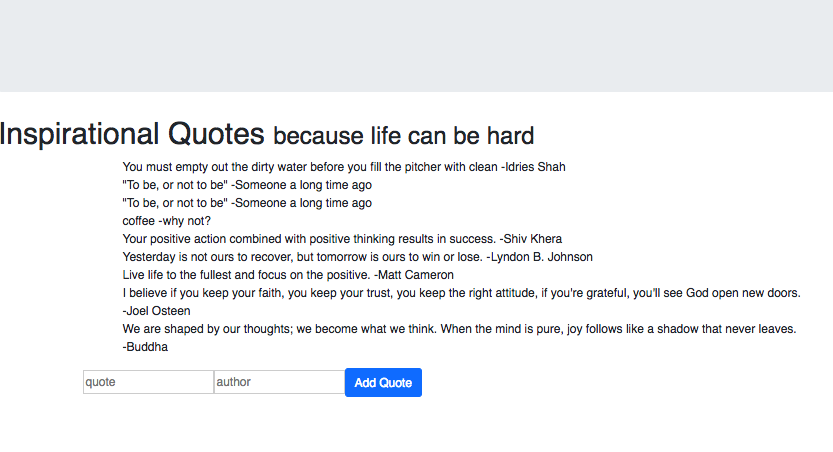 Inspirational Quotes because life can be hard
You must empty out the dirty water before you fill the pitcher with clean -Idries Shah
"To be, or not to be" -Someone a long time ago
"To be, or not to be" -Someone a long time ago
coffee -why not?
Your positive action combined with positive thinking results in success. -Shiv Khera
Yesterday is not ours to recover, but tomorrow is ours to win or lose. -Lyndon B. Johnson
Live life to the fullest and focus on the positive. -Matt Cameron
I believe if you keep your faith, you keep your trust, you keep the right attitude, if you're grateful, you'll see God open new doors.
-Joel Osteen
We are shaped by our thoughts; we become what we think. When the mind is pure, joy follows like a shadow that never leaves.
-Buddha
quote author Add Quote